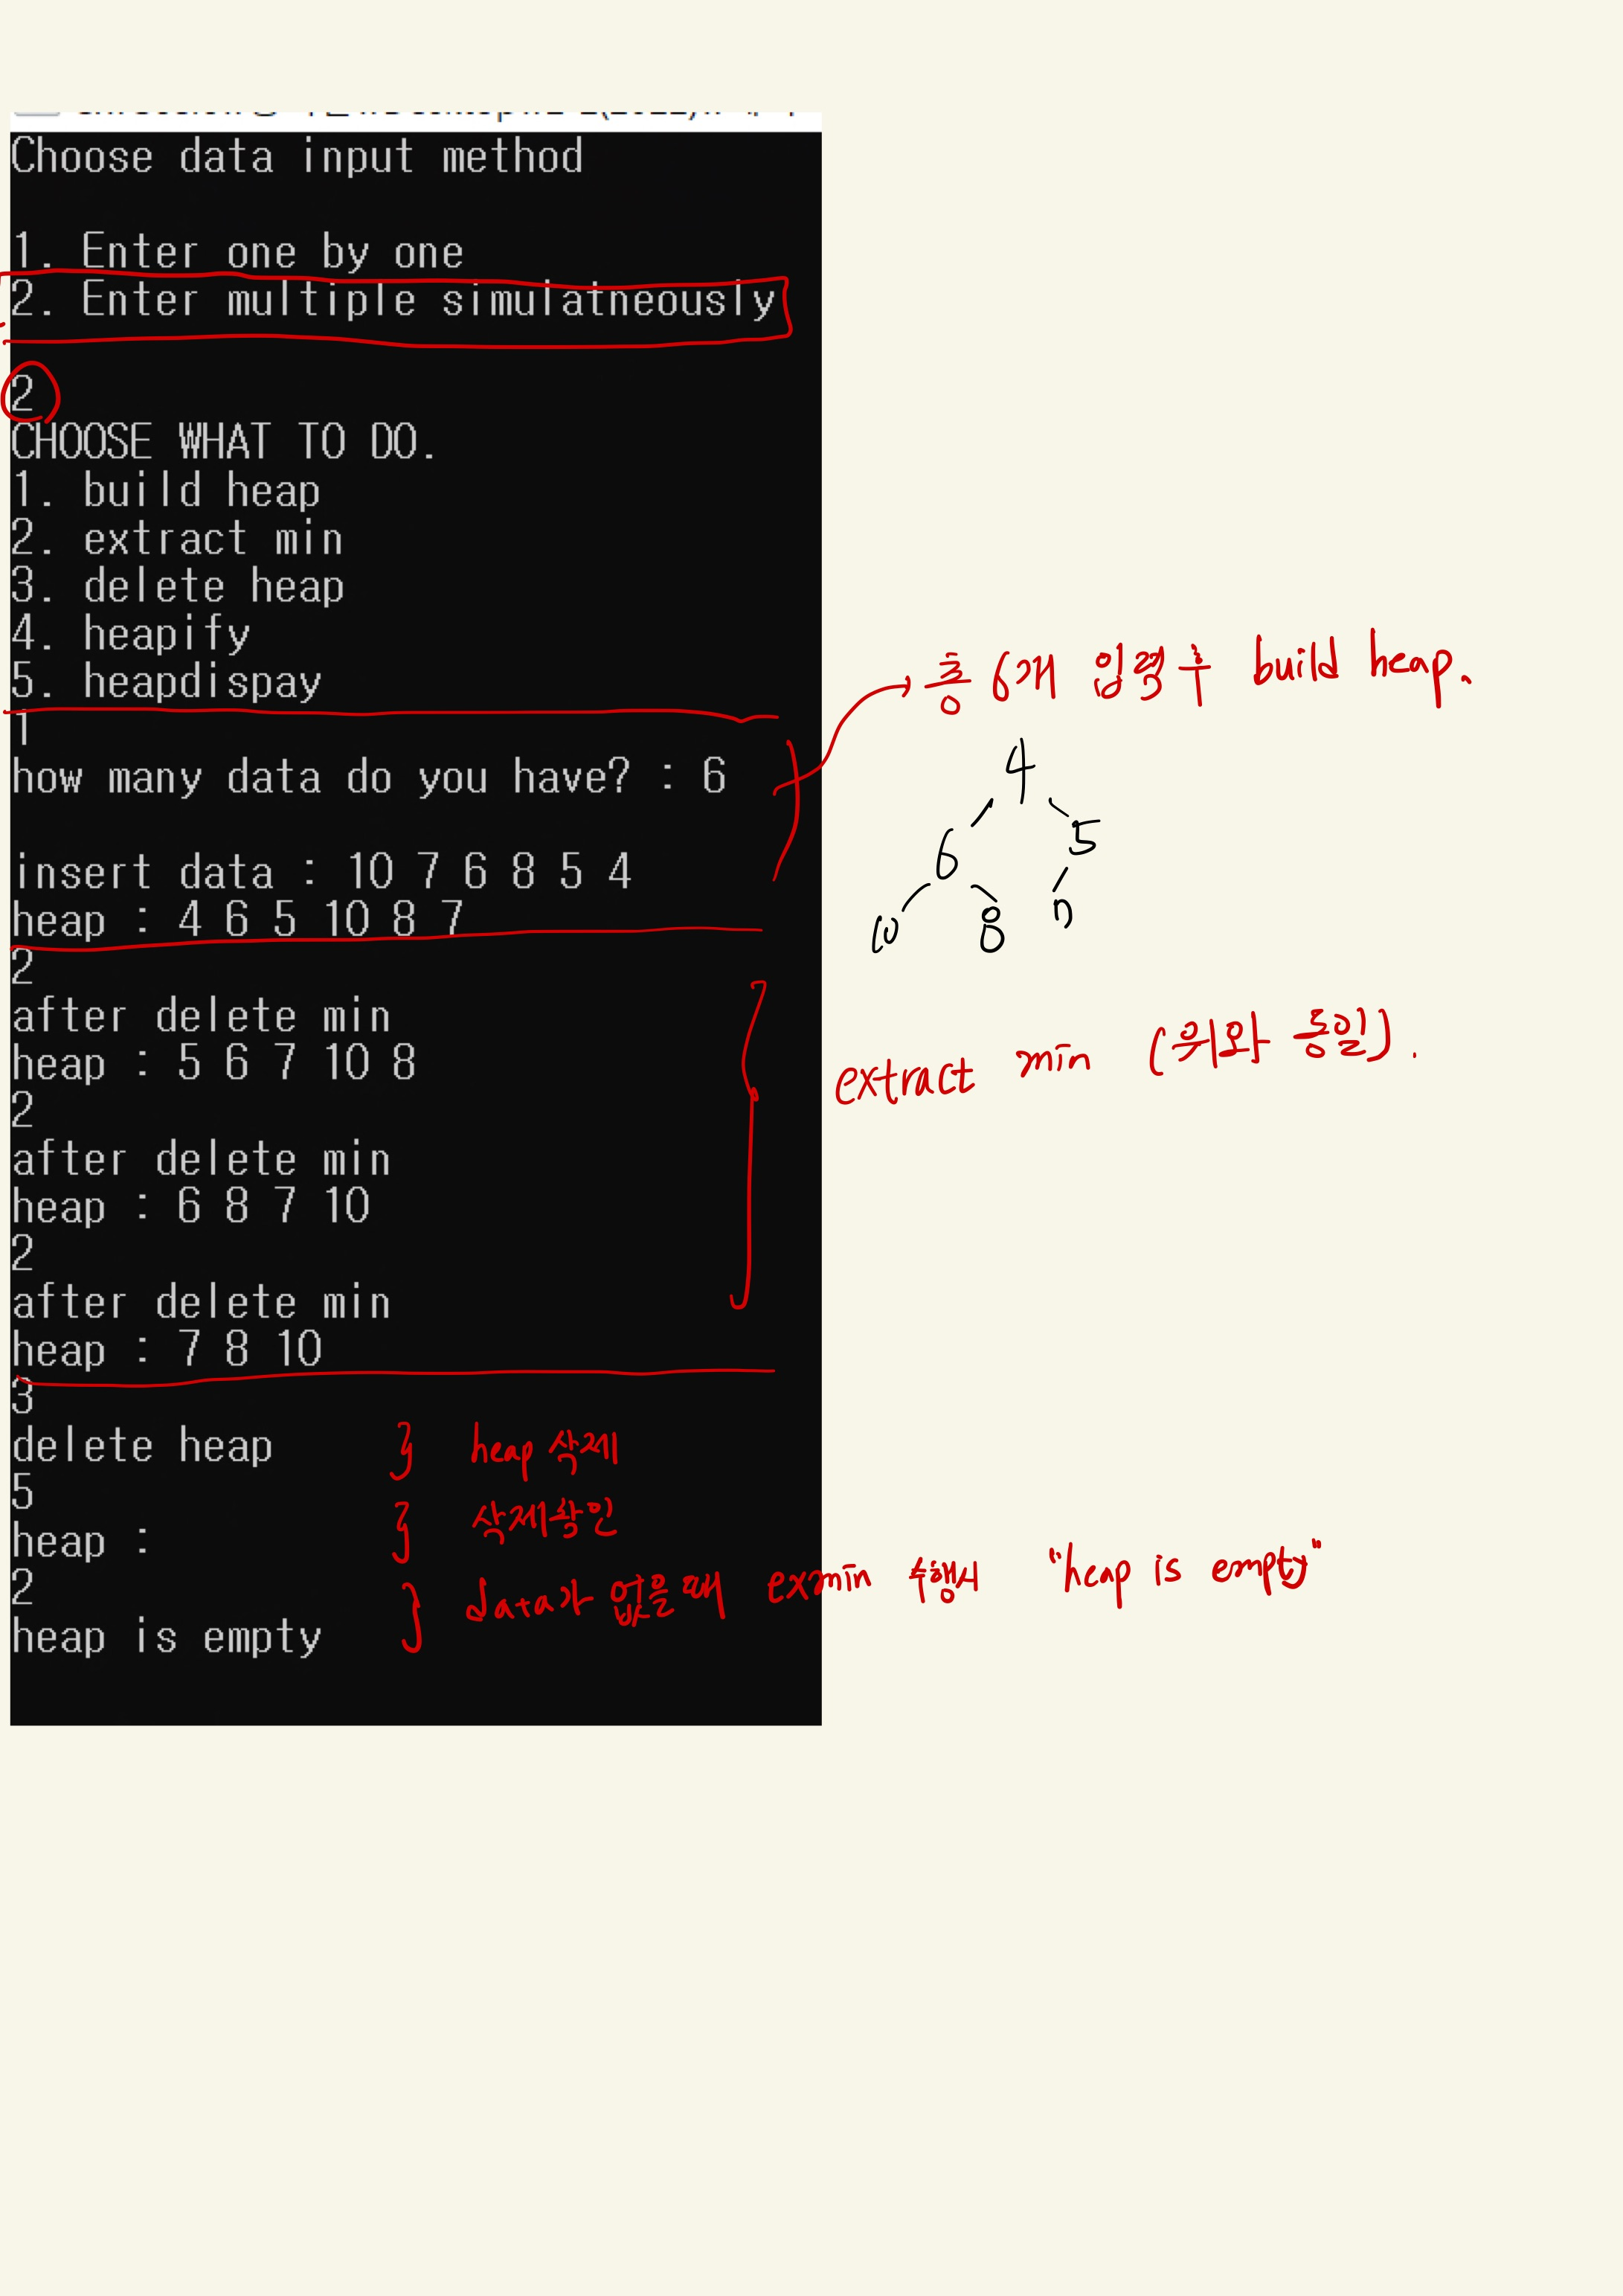 Choose data input method
1. Enter one by one
2. Enter multiple simulatneously
2
CHOOSE WHAT TO DO.
1. build heap
2. extract min
3. delete heap
4. heapify
5. heapdispay
1
how many data do you have? : 6
insert data : 10 7 6 8 5 4
heap : 4 6 5 10 8 7
총 6개 입력후 build heap.
4
6 5
10 8 7
2
after delete min
heap : 5 6 7 10 8
2
after delete min
heap : 6 8 7 10
2
after delete min
heap : 7 8 10
extract min (위와 동일).
3
delete heap
heap 삭제
5
heap :
삭제확인
2
heap is empty
data가 없을때 exmin 수행시 "heap is empty"